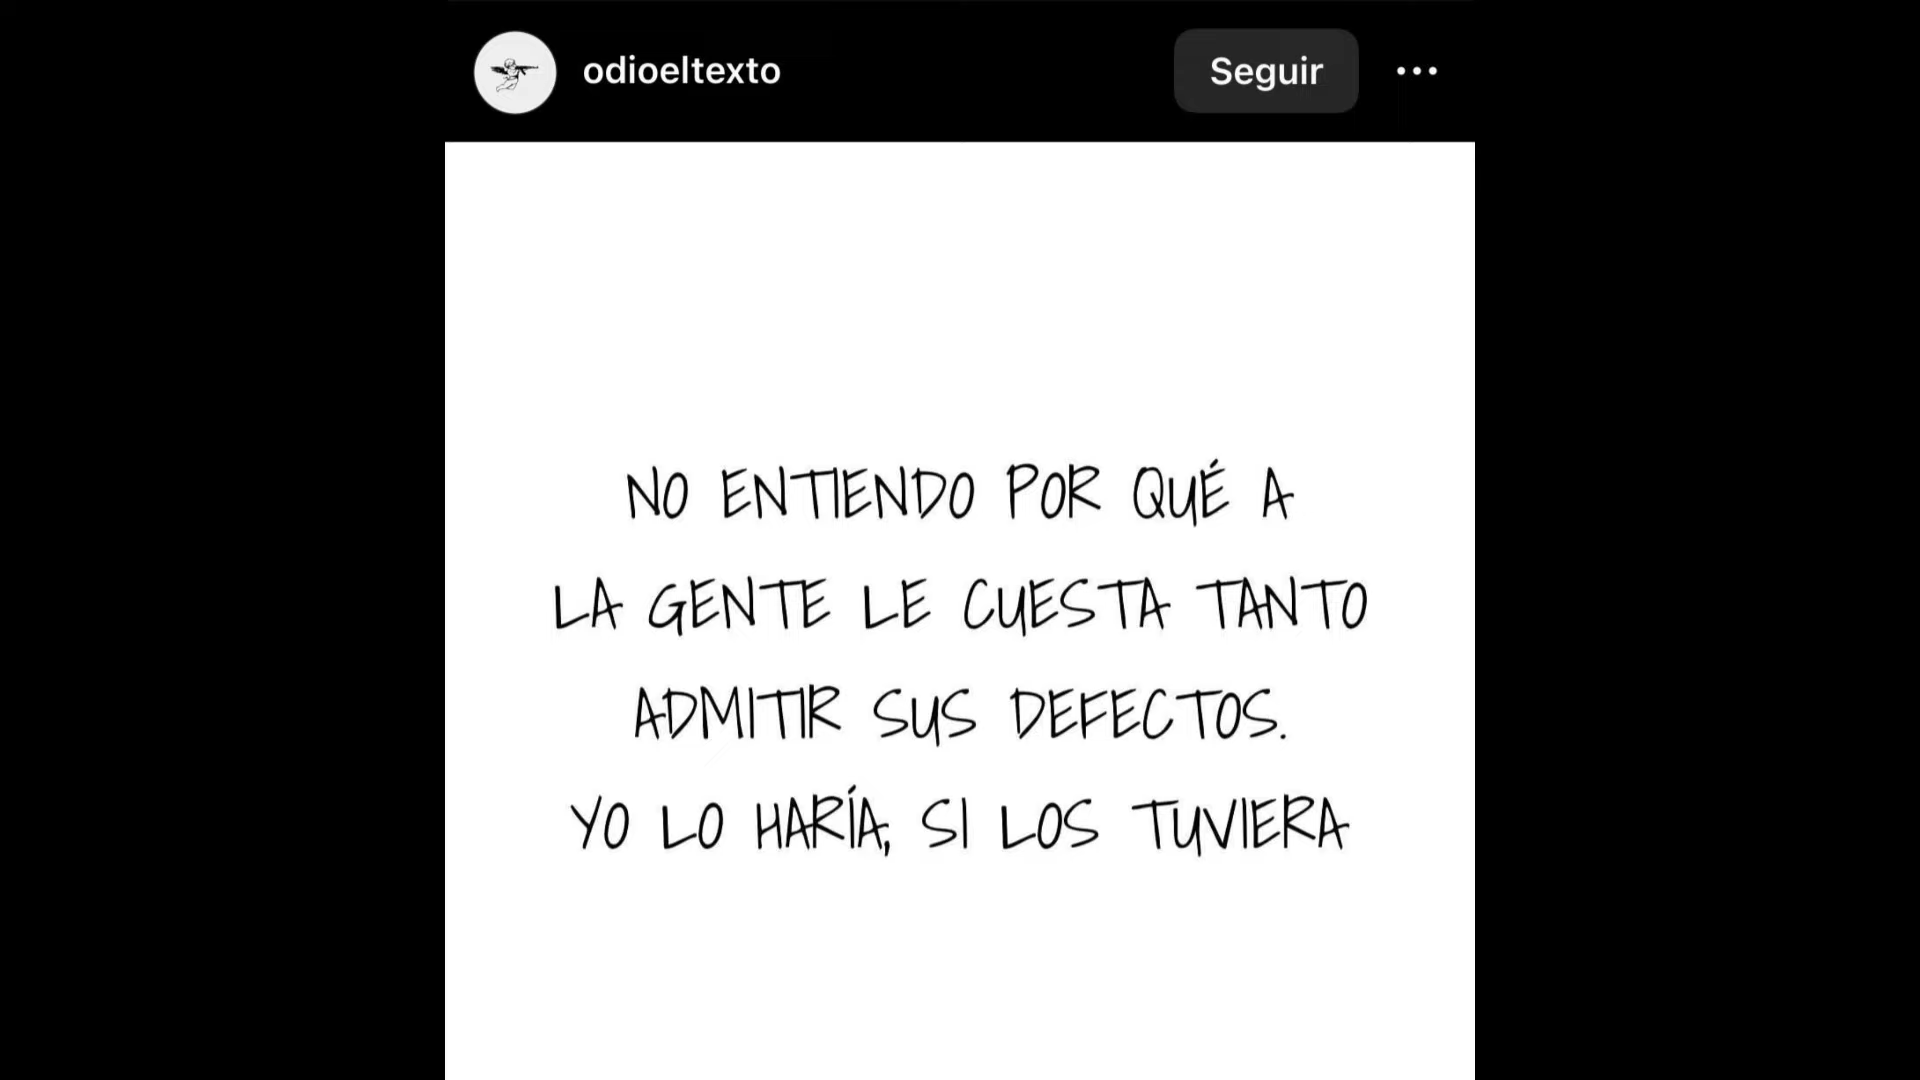 odioeltexto
Seguir
NO ENTIENDO POR QUÉ A
LA GENTE LE CUESTA TANTO
ADMITIR SUS DEFECTOS.
YO LO HARÍA, SI LOS TUVIERA